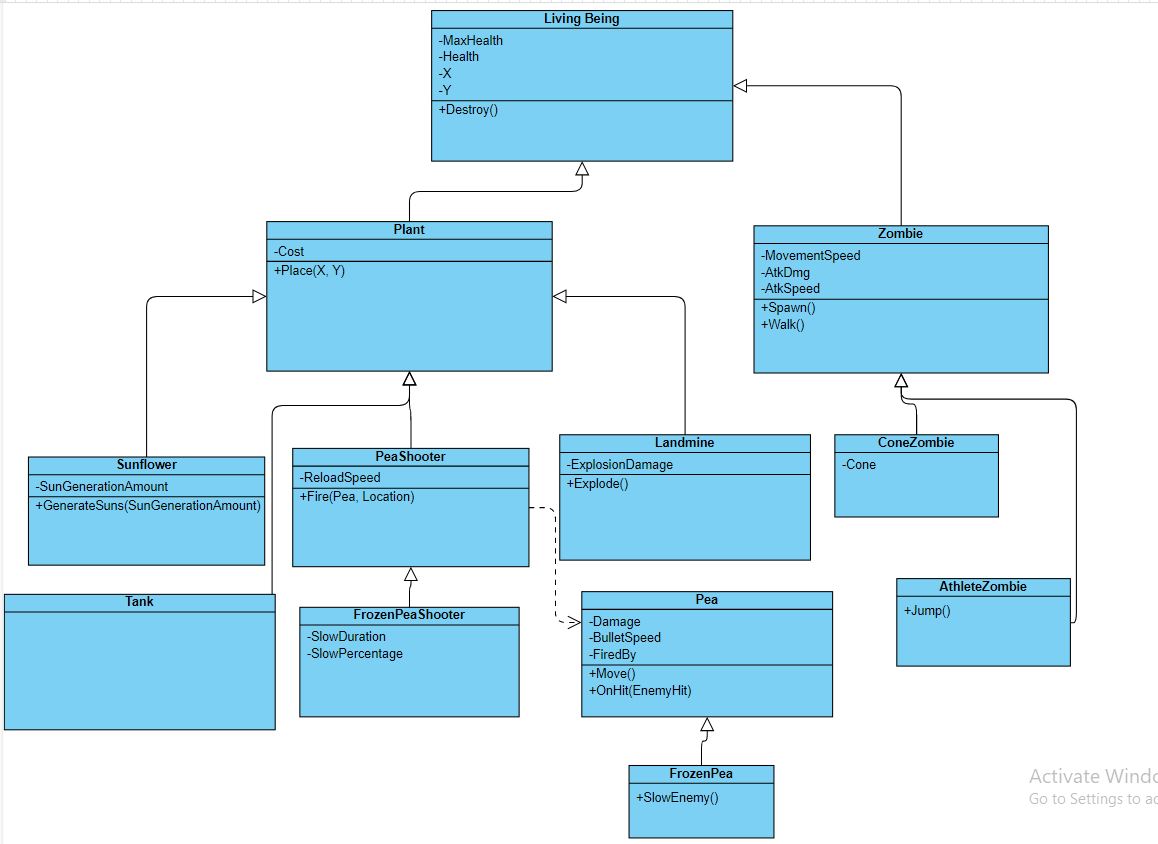 Living Being
-MaxHealth
-Health
-X
-Y
+Destroy()
Plant
-Cost
+Place(X, Y)
Zombie
-MovementSpeed
-AtkDmg
-AtkSpeed
+Spawn()
+Walk()
Sunflower
-SunGenerationAmount
+GenerateSuns(SunGenerationAmount)
PeaShooter
-ReloadSpeed
+Fire(Pea, Location)
Landmine
-ExplosionDamage
+Explode()
ConeZombie
-Cone
Tank
FrozenPeaShooter
-SlowDuration
-SlowPercentage
Pea
-Damage
-BulletSpeed
-FiredBy
+Move()
+OnHit(EnemyHit)
AthleteZombie
+Jump()
FrozenPea
+SlowEnemy()
Activate Windo
Go to Settings to ac